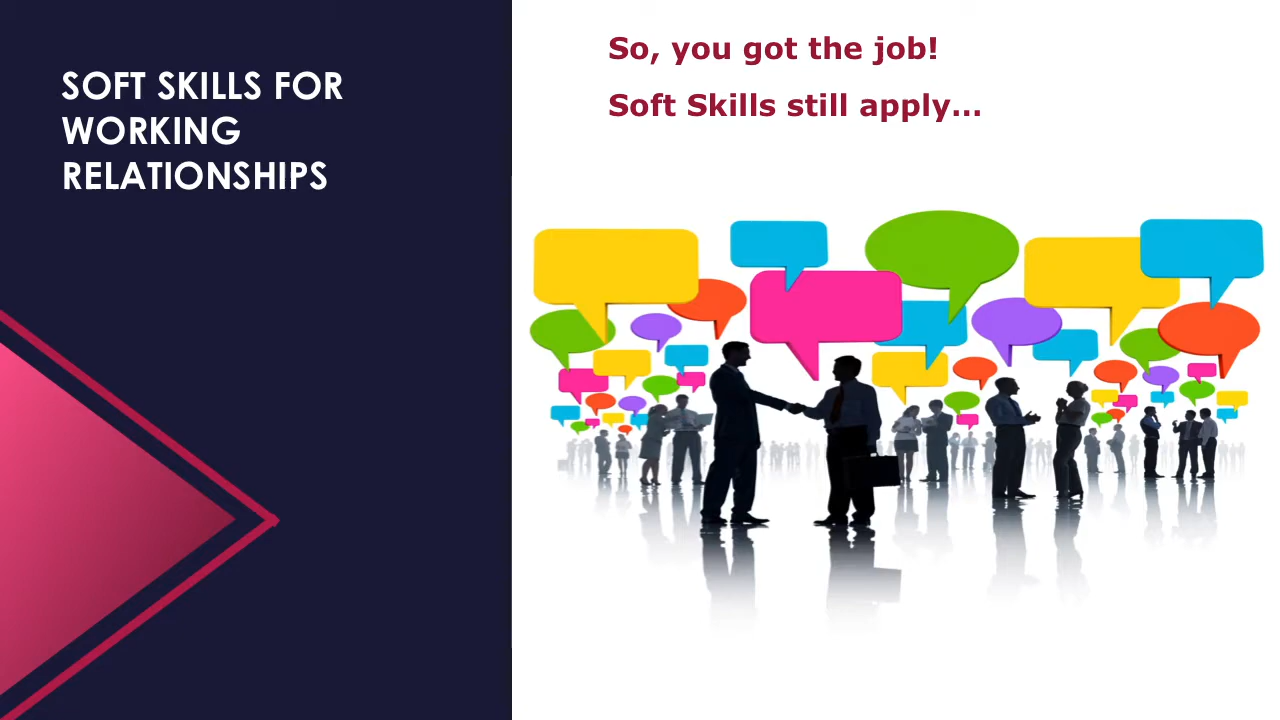 SOFT SKILLS FOR
WORKING
RELATIONSHIPS
So, you got the job!
Soft Skills still apply...